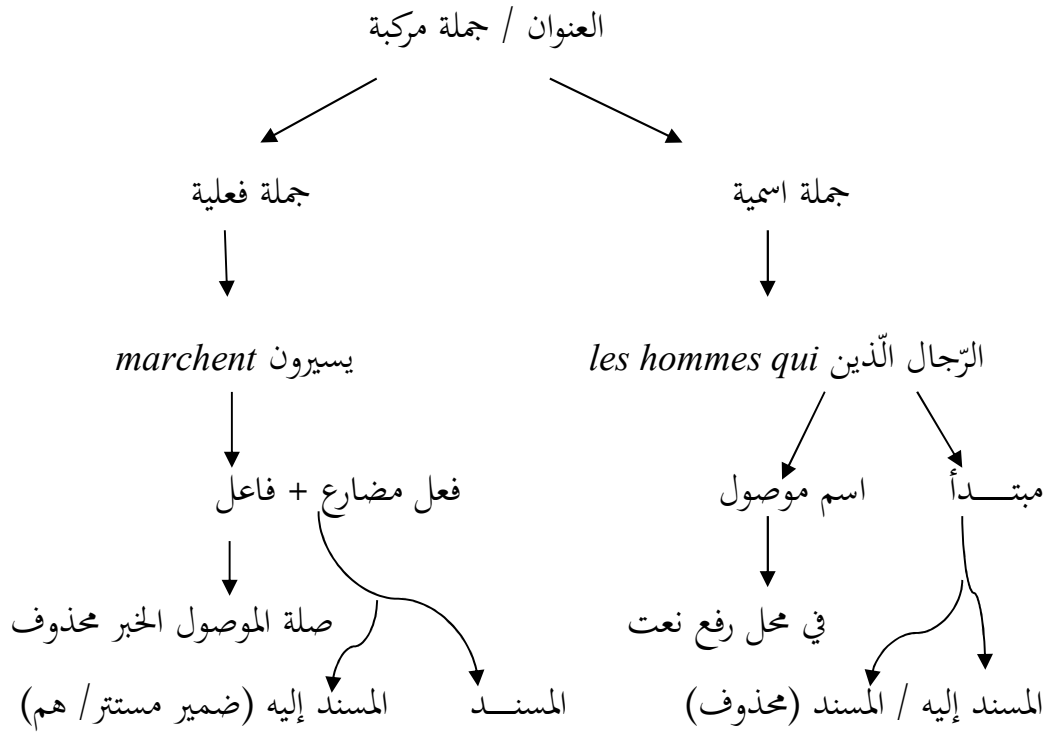 العنوان / جملة مركبة
جملة اسمية
جملة فعلية
الرّجال الّذين les hommes qui
يسيرون marchent
مبتـــدأ
اسم موصول
فعل مضارع + فاعل
في محل رفع نعت
صلة الموصول الخبر محذوف
المسند إليه / المسند (محذوف)
المسنـــد
المسند إليه (ضمير مستتر/ هم)